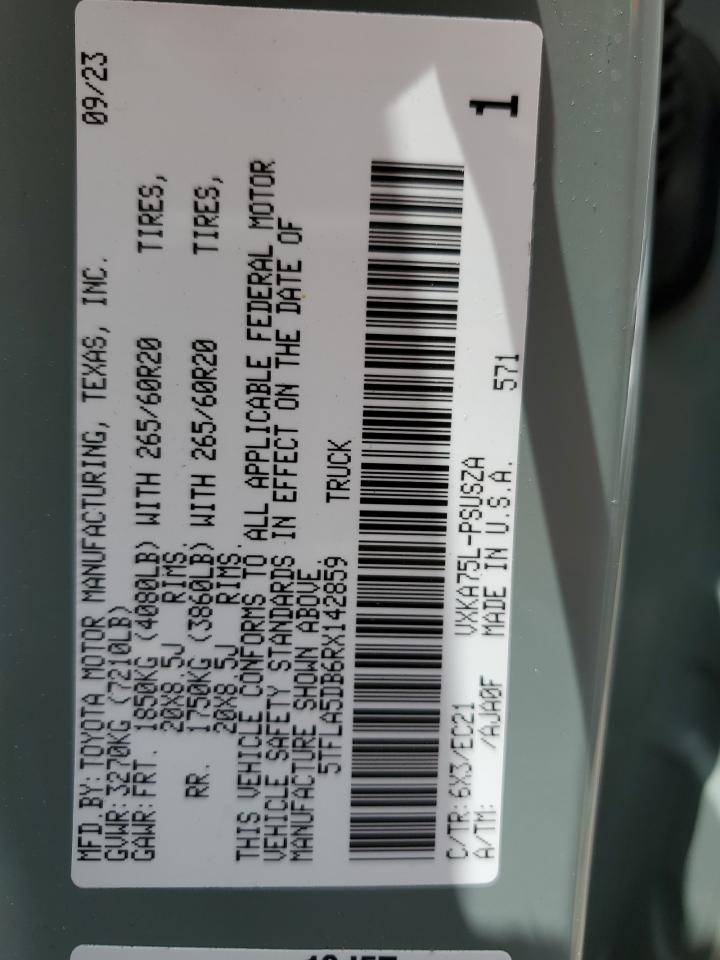 09/23
MFD.BY:TOYOTA MOTOR MANUFACTURING, TEXAS, INC.
GVWR:3270KG (7210LB)
GAWR:FRT. 1850KG (4080LB) WITH 265/60R20 TIRES,
20X8.5J RIMS.
RR. 1750KG (3860LB) WITH 265/60R20 TIRES,
20X8.5J RIMS.
THIS VEHICLE CONFORMS TO ALL APPLICABLE FEDERAL MOTOR
VEHICLE SAFETY STANDARDS IN EFFECT ON THE DATE OF
MANUFACTURE SHOWN ABOVE.
5TFLA5DB6RX142859 TRUCK
C/TR:6X3/EC21 VXKA75L-PSUSZA
A/TM: /AJA0F MADE IN U.S.A. 571
1